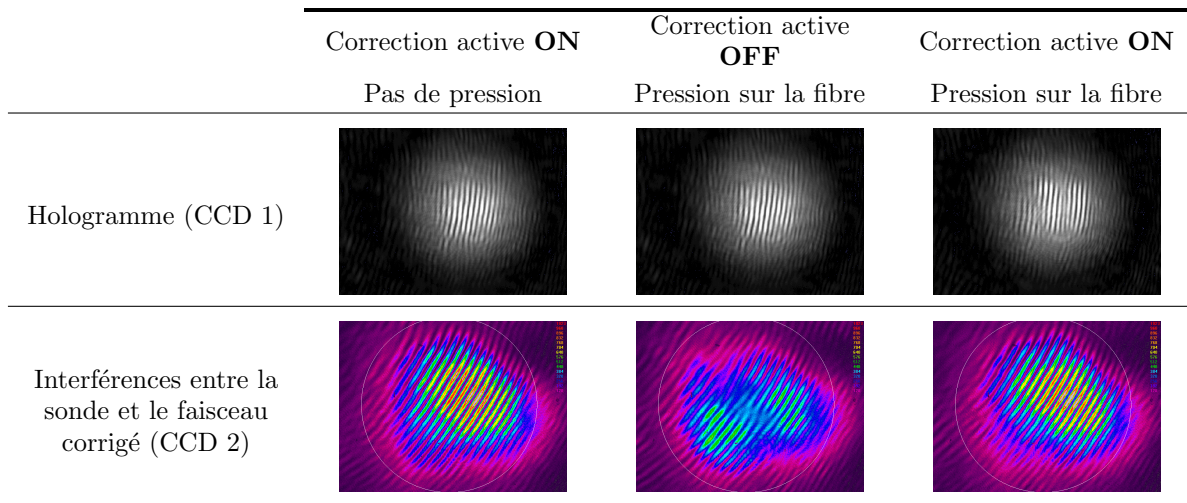 Correction active ON
Correction active
OFF
Correction active ON
Pas de pression
Pression sur la fibre
Pression sur la fibre
Hologramme (CCD 1)
Interférences entre la
sonde et le faisceau
corrigé (CCD 2)